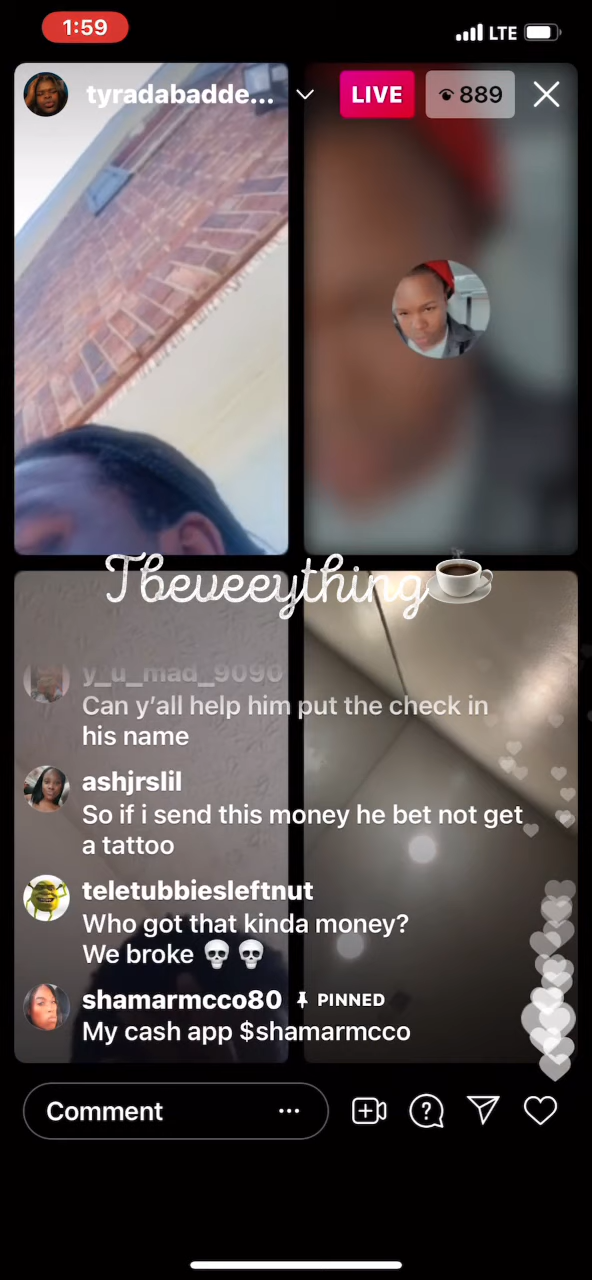 1:59
LTE
tyradabadde...
LIVE
889
Tbeveeything
y_u_mad_9090
Can y'all help him put the check in
his name
ashjrslil
So if i send this money he bet not get
a tattoo
teletubbiesleftnut
Who got that kinda money?
We broke 💀 💀
shamarmcco80 PINNED
My cash app $shamarmcco
Comment